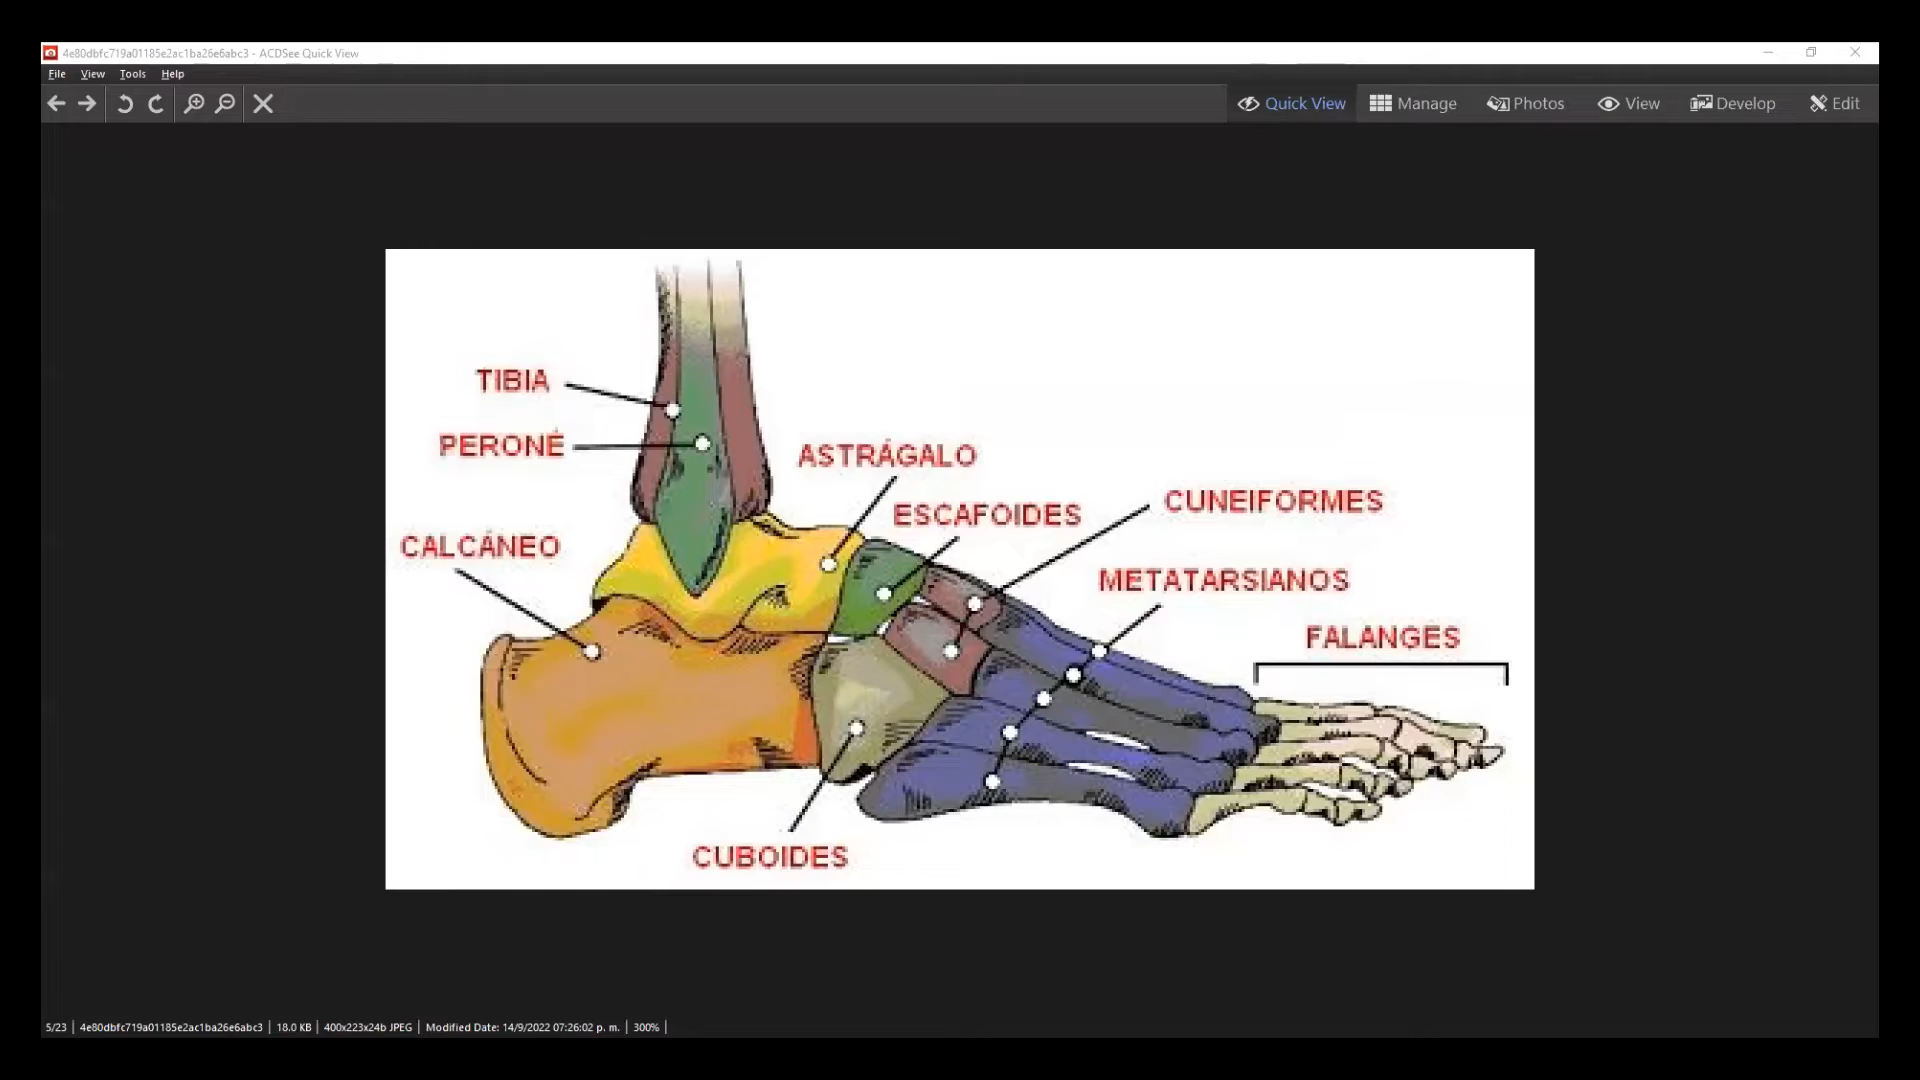 4e80dbfc719a01185e2ac1ba26e6abc3 - ACDSee Quick View
File View Tools Help
Quick View Manage Photos View Develop Edit
TIBIA
PERONÉ
ASTRÁGALO
CUNEIFORMES
ESCAFOIDES
CALCÁNEO
METATARSIANOS
FALANGES
CUBOIDES
5/23 4e80dbfc719a01185e2ac1ba26e6abc3 18.0 KB 400x223x24b JPEG Modified Date: 14/9/2022 07:26:02 p. m. 300%